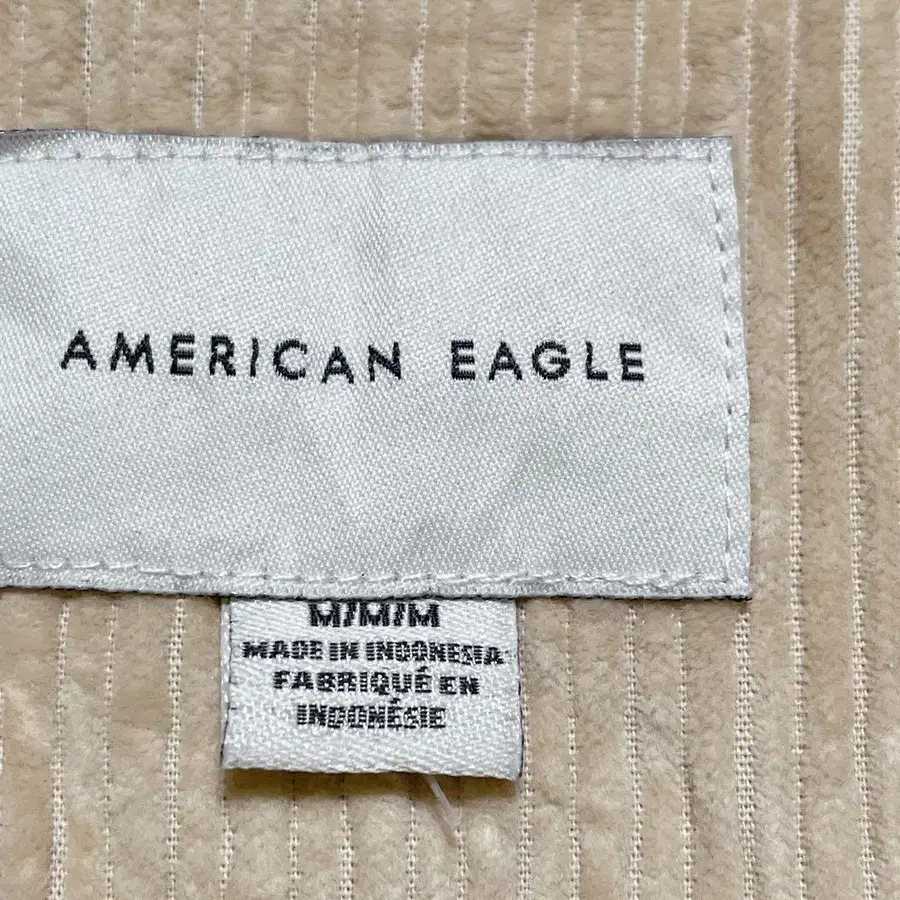 AMERICAN EAGLE
M/M/M
MADE IN INDONESIA
FABRIQUÉ EN
INDONÉSIE